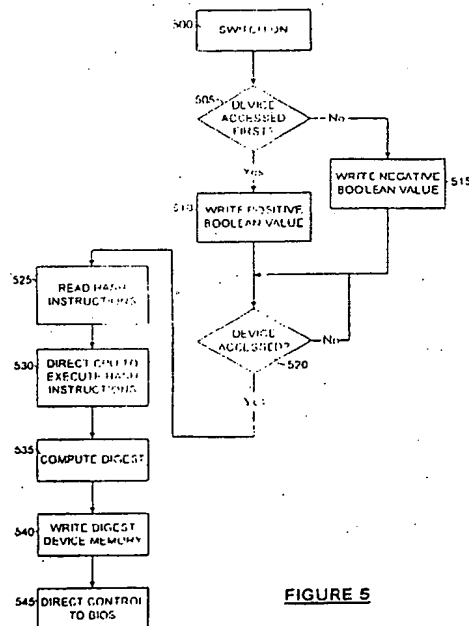 500
SWITCH ON
505
DEVICE
ACCESSED
FIRST?
No
Yes
510
WRITE POSITIVE
BOOLEAN VALUE
WRITE NEGATIVE
BOOLEAN VALUE
515
525
READ HASH
INSTRUCTIONS
DEVICE
ACCESSED?
No
520
Yes
530
DIRECT CPU TO
EXECUTE HASH
INSTRUCTIONS
535
COMPUTE DIGEST
540
WRITE DIGEST
DEVICE MEMORY
545
DIRECT CONTROL
TO BIOS
FIGURE 5